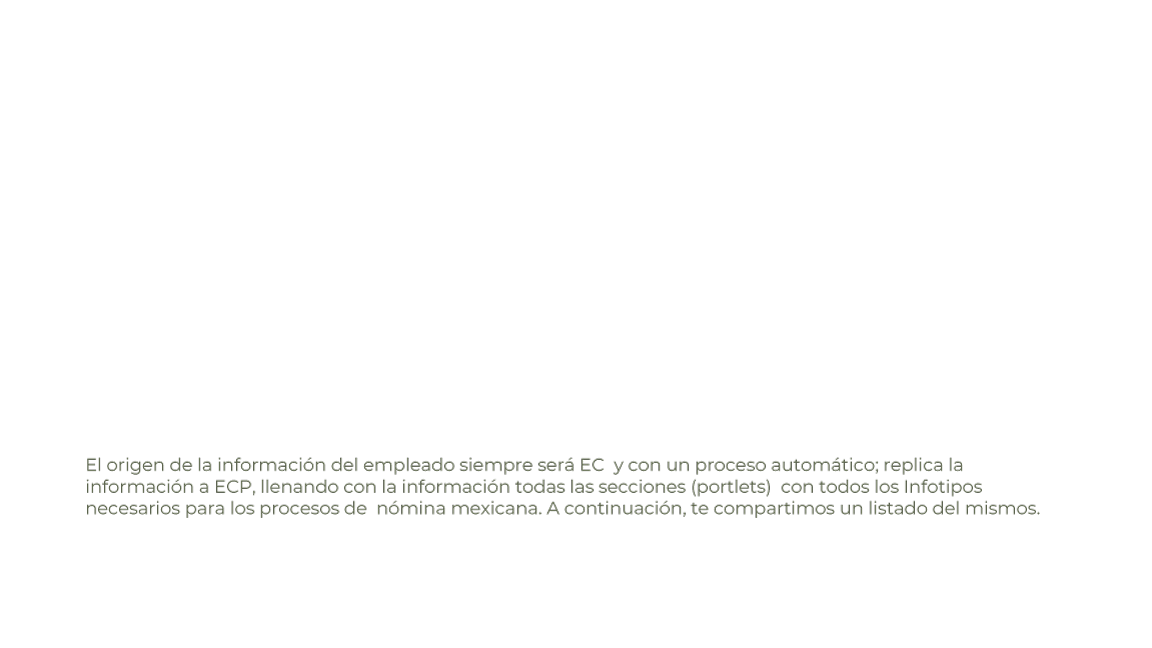 El origen de la información del empleado siempre será EC  y con un proceso automático; replica la
información a ECP, llenando con la información todas las secciones (portlets)  con todos los Infotipos
necesarios para los procesos de  nómina mexicana. A continuación, te compartimos un listado del mismos.